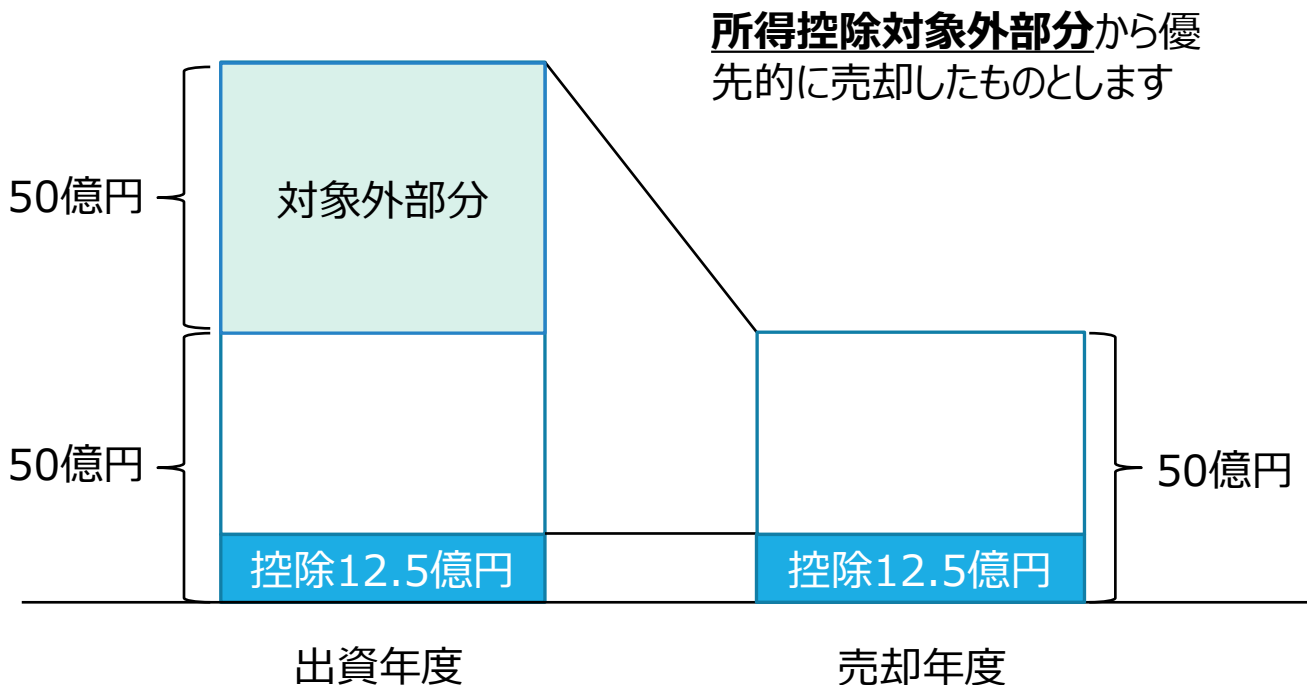 所得控除対象外部分から優
先的に売却したものとします
50億円
対象外部分
50億円
50億円
控除12.5億円
控除12.5億円
出資年度
売却年度